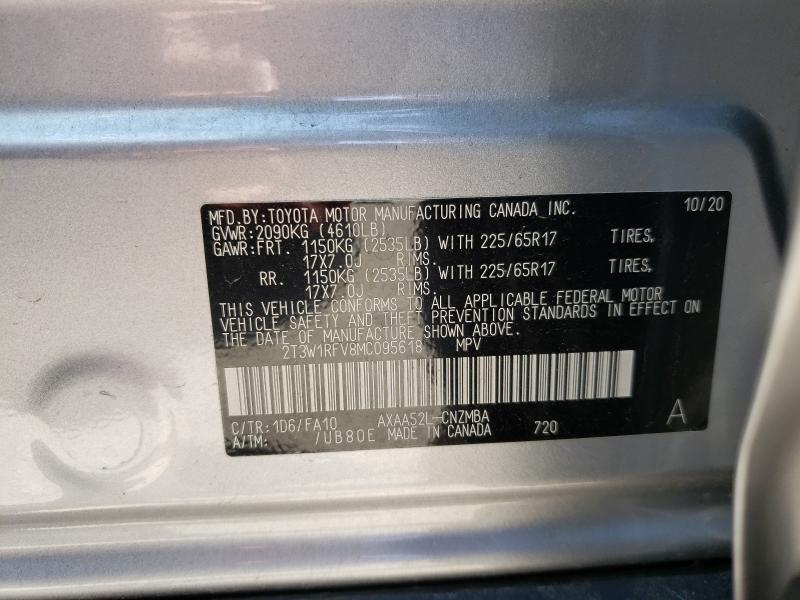 MFD.BY:TOYOTA MOTOR MANUFACTURING CANADA INC. 10/20
GVWR:2090KG (4610LB)
GAWR:FRT. 1150KG (2535LB) WITH 225/65R17 TIRES,
17X7.0J RIMS.
RR. 1150KG (2535LB) WITH 225/65R17 TIRES,
17X7.0J RIMS.
THIS VEHICLE CONFORMS TO ALL APPLICABLE FEDERAL MOTOR
VEHICLE SAFETY AND THEFT PREVENTION STANDARDS IN EFFECT ON
THE DATE OF MANUFACTURE SHOWN ABOVE.
2T3W1RFV8MC095618 MPV
C/TR:1D6/FA10 AXAA52L-CNZMBA A
A/TM: /UB80E MADE IN CANADA 720